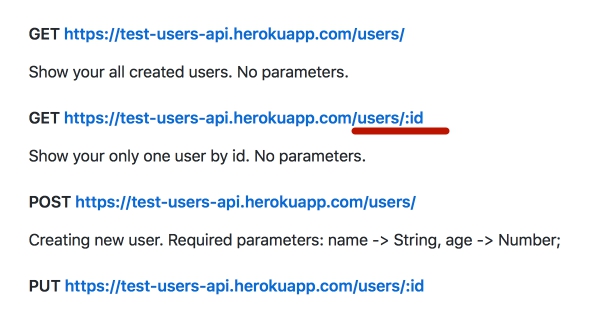 GET https://test-users-api.herokuapp.com/users/
Show your all created users. No parameters.
GET https://test-users-api.herokuapp.com/users/:id
Show your only one user by id. No parameters.
POST https://test-users-api.herokuapp.com/users/
Creating new user. Required parameters: name -> String, age -> Number;
PUT https://test-users-api.herokuapp.com/users/:id